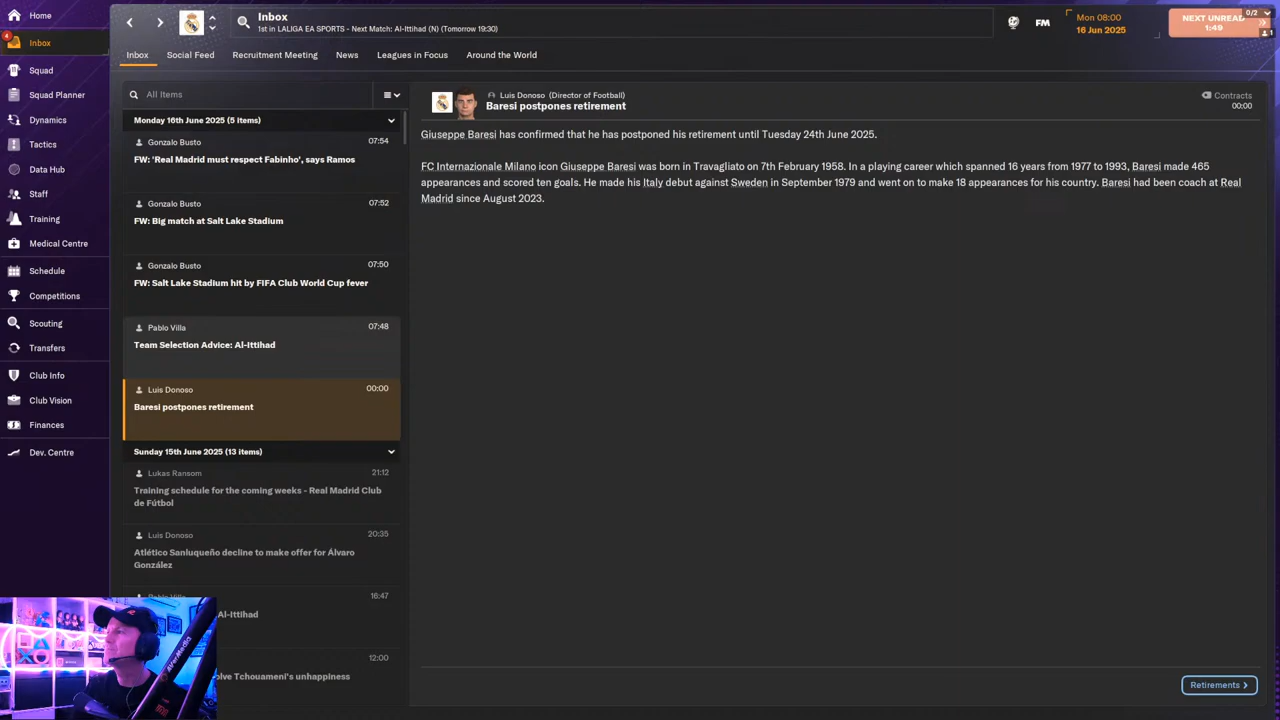 Home
4
Inbox
Squad
Squad Planner
Dynamics
Tactics
Data Hub
Staff
Training
Medical Centre
Schedule
Competitions
Scouting
Transfers
Club Info
Club Vision
Finances
Dev. Centre
Inbox
1st in LALIGA EA SPORTS - Next Match: Al-Ittihad (N) (Tomorrow 19:30)
FM
Mon 08:00
16 Jun 2025
NEXT UNREAD
1:49
0/2
1
Inbox
Social Feed
Recruitment Meeting
News
Leagues in Focus
Around the World
All Items
Monday 16th June 2025 (5 items)
Gonzalo Busto 07:54
FW: 'Real Madrid must respect Fabinho', says Ramos
Gonzalo Busto 07:52
FW: Big match at Salt Lake Stadium
Gonzalo Busto 07:50
FW: Salt Lake Stadium hit by FIFA Club World Cup fever
Pablo Villa 07:48
Team Selection Advice: Al-Ittihad
Luis Donoso 00:00
Baresi postpones retirement
Sunday 15th June 2025 (13 items)
Lukas Ransom 21:12
Training schedule for the coming weeks - Real Madrid Club
de Fútbol
Luis Donoso 20:35
Atlético Sanluqueño decline to make offer for Álvaro
González
16:47
Al-Ittihad
12:00
Tchouameni's unhappiness
Luis Donoso (Director of Football)
Baresi postpones retirement
Contracts
00:00
Giuseppe Baresi has confirmed that he has postponed his retirement until Tuesday 24th June 2025.
FC Internazionale Milano icon Giuseppe Baresi was born in Travagliato on 7th February 1958. In a playing career which spanned 16 years from 1977 to 1993, Baresi made 465
appearances and scored ten goals. He made his Italy debut against Sweden in September 1979 and went on to make 18 appearances for his country. Baresi had been coach at Real
Madrid since August 2023.
Retirements
AVerMedia